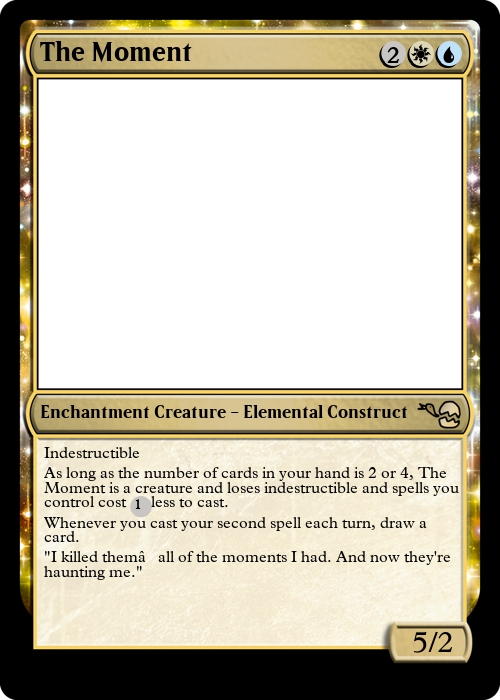 The Moment 2
Enchantment Creature – Elemental Construct
Indestructible
As long as the number of cards in your hand is 2 or 4, The
Moment is a creature and loses indestructible and spells you
control cost 1 less to cast.
Whenever you cast your second spell each turn, draw a
card.
"I killed themâ all of the moments I had. And now they're
haunting me."
5/2